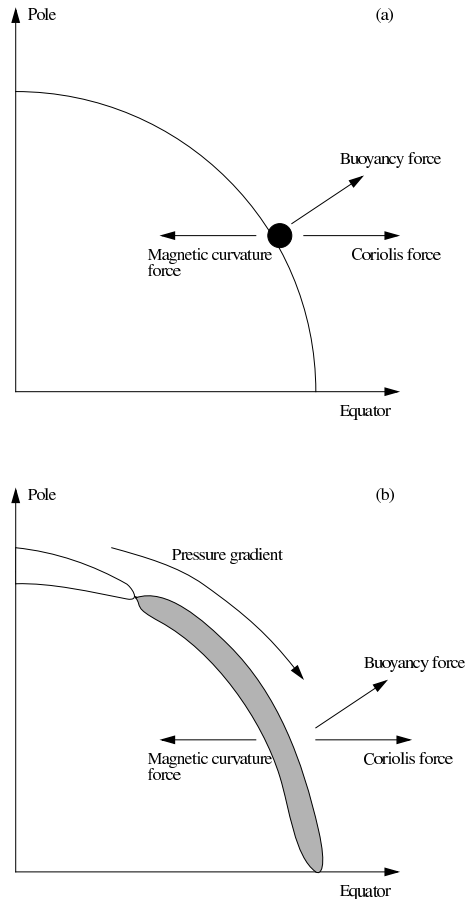 Pole
(a)
Buoyancy force
Magnetic curvature
force
Coriolis force
Equator
Pole
(b)
Pressure gradient
Buoyancy force
Magnetic curvature
force
Coriolis force
Equator